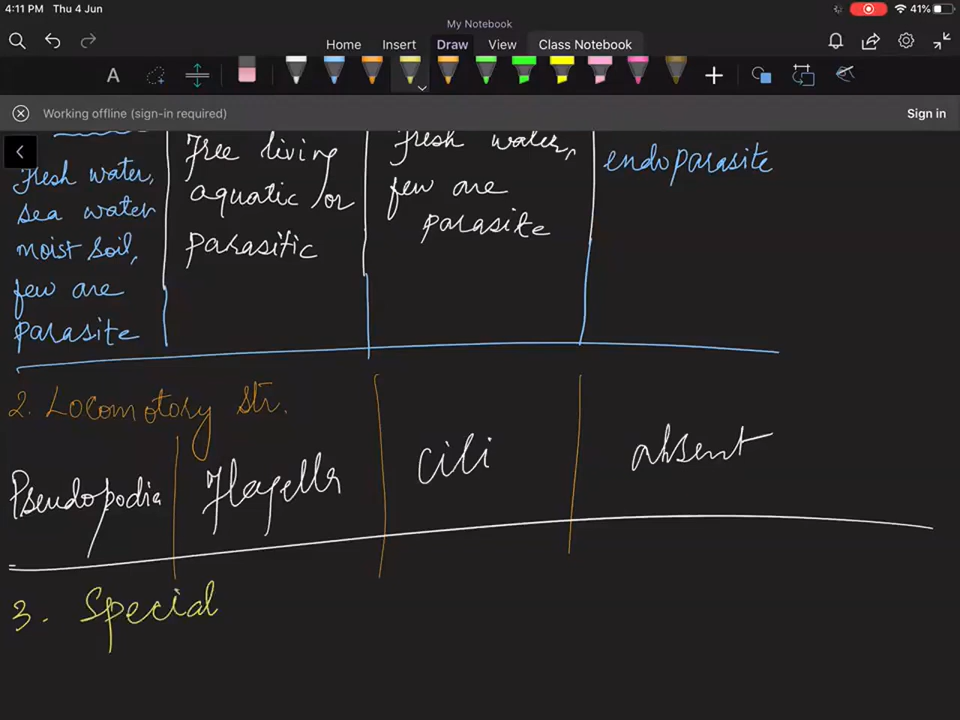 4:11 PM Thu 4 Jun
41%
My Notebook
Home Insert Draw View Class Notebook
A
Working offline (sign-in required) Sign in
fresh water,
sea water
moist soil,
few are
parasite
free living
aquatic or
parasitic
fresh water,
few are
parasite
endoparasite
2. Locomotory str.
Pseudopodia
Flagella
Cili
absent
3. Special